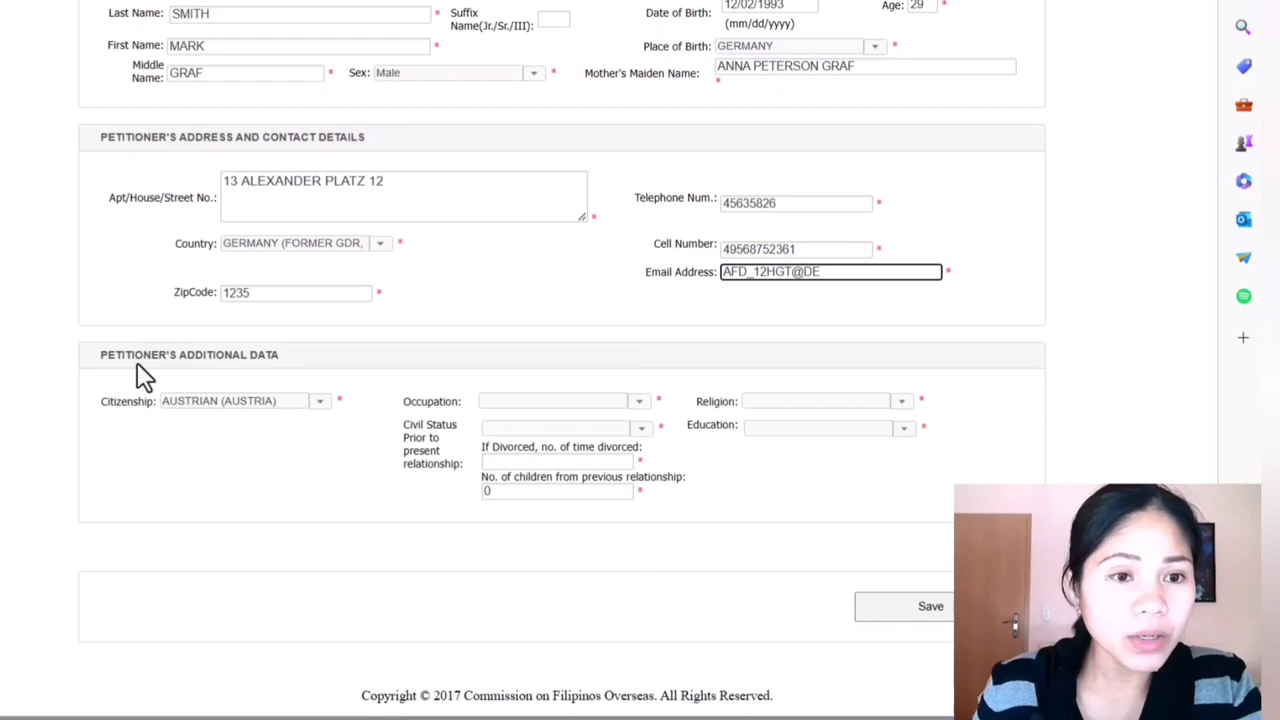 Last Name: SMITH Suffix Name(Jr./Sr./III): Date of Birth: 12/02/1993 Age: 29 *
(mm/dd/yyyy)
First Name: MARK * Place of Birth: GERMANY *
Middle Name: GRAF * Sex: Male * Mother's Maiden Name: ANNA PETERSON GRAF *
PETITIONER'S ADDRESS AND CONTACT DETAILS
Apt/House/Street No.: 13 ALEXANDER PLATZ 12 * Telephone Num.: 45635826 *
Country: GERMANY (FORMER GDR, * Cell Number: 49568752361 *
Email Address: AFD_12HGT@DE *
ZipCode: 1235 *
PETITIONER'S ADDITIONAL DATA
Citizenship: AUSTRIAN (AUSTRIA) * Occupation: * Religion: *
Civil Status Prior to present relationship: * Education: *
If Divorced, no. of time divorced: *
No. of children from previous relationship:
0 *
Save
Copyright © 2017 Commission on Filipinos Overseas. All Rights Reserved.